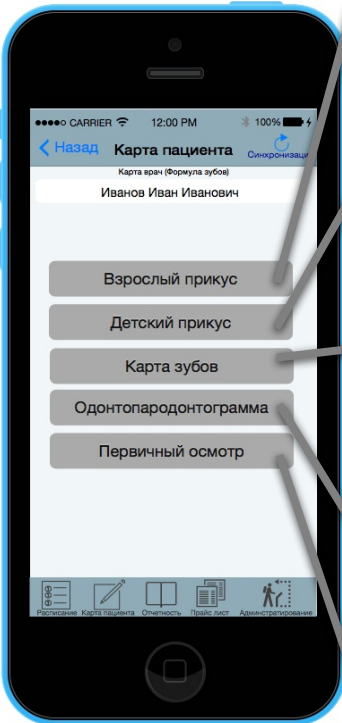 CARRIER 12:00 PM 100%
Назад Карта пациента Синхронизаци
Карта врач (Формула зубов)
Иванов Иван Иванович
Взрослый прикус
Детский прикус
Карта зубов
Одонтопародонтограмма
Первичный осмотр
Расписание Карта пациента Отчетность Прайс лист Администратирование